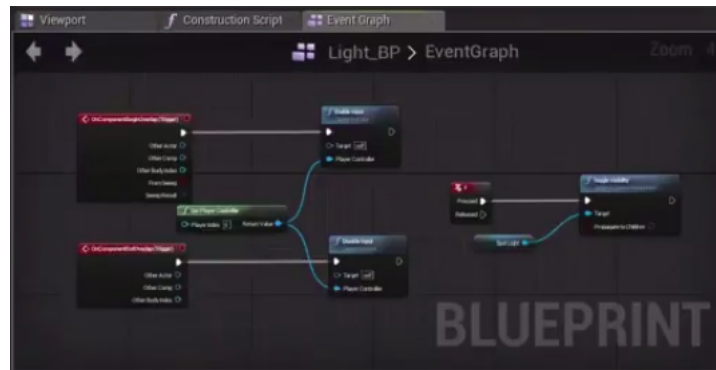 Viewport
Construction Script
Event Graph
Light_BP > EventGraph
Zoom
OnComponentBeginOverlap (Trigger)
Other Actor
Other Comp
Other Body Index
From Sweep
Sweep Result
Enable Input
Target self
Player Controller
Get Player Controller
Player Index 0
Return Value
OnComponentEndOverlap (Trigger)
Other Actor
Other Comp
Other Body Index
Disable Input
Target self
Player Controller
Pressed
Released
Spot Light
Toggle Visibility
Target
Propagate to Children
BLUEPRINT